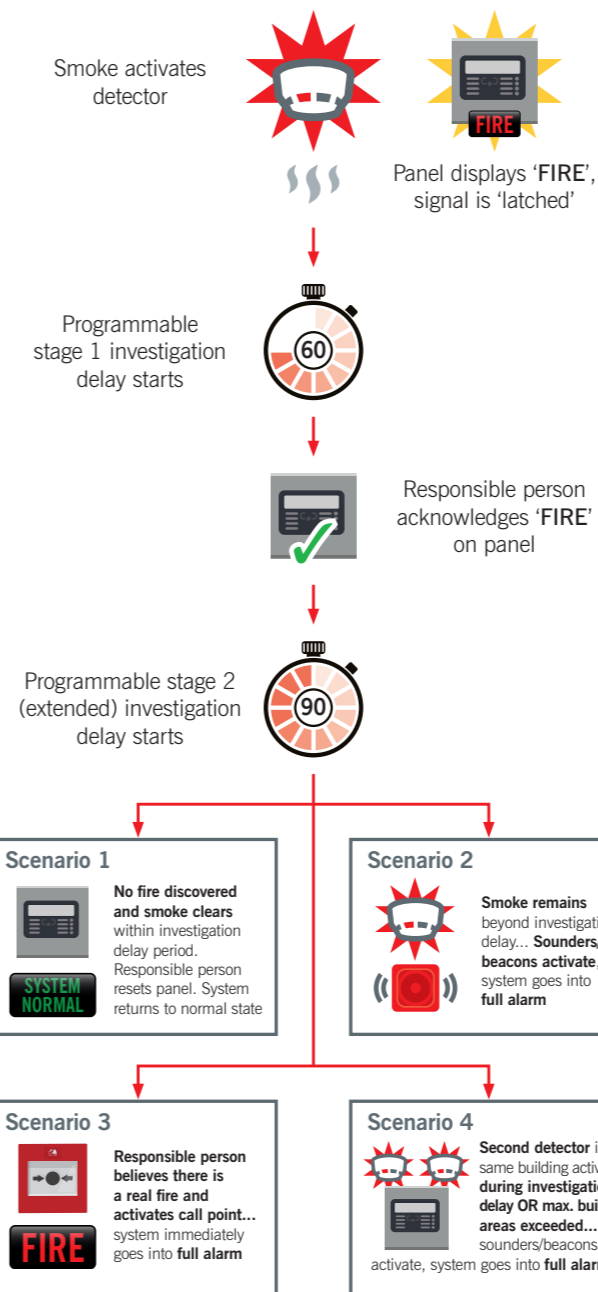 Smoke activates
detector
FIRE
Panel displays ‘FIRE’,
signal is ‘latched’
Programmable
stage 1 investigation
delay starts
60
Responsible person
acknowledges ‘FIRE’
on panel
Programmable stage 2
(extended) investigation
delay starts
90
Scenario 1
No fire discovered
and smoke clears
within investigation
delay period.
Responsible person
resets panel. System
returns to normal state
SYSTEM
NORMAL
Scenario 2
Smoke remains
beyond
delay... Sounders/
beacons activate,
system goes into
full alarm
Scenario 3
Responsible person
believes there is
a real fire and
activates call point...
system immediately
goes into full alarm
FIRE
Scenario 4
Second detector
same building
during
delay OR max.
areas exceeded...
sounders/beacons
activate, system goes into full alarm